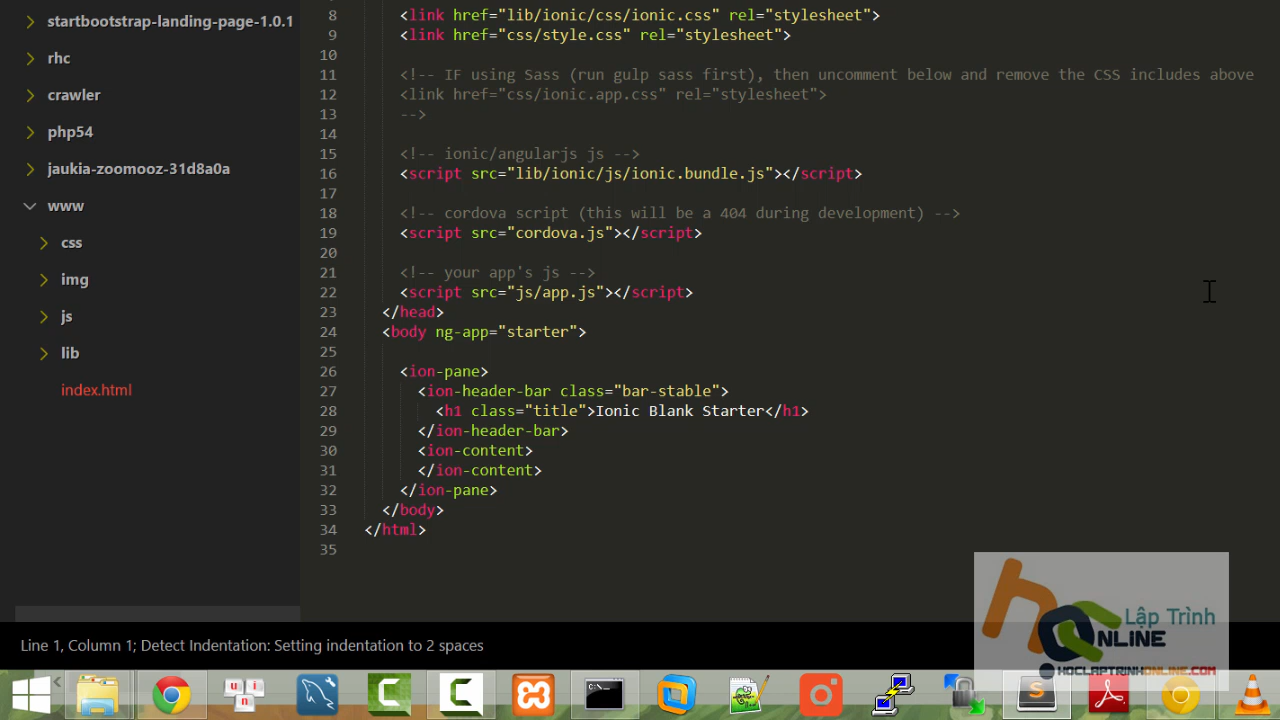 startbootstrap-landing-page-1.0.1
rhc
crawler
php54
jaukia-zoomooz-31d8a0a
www
css
img
js
lib
index.html
8 <link href="lib/ionic/css/ionic.css" rel="stylesheet">
9 <link href="css/style.css" rel="stylesheet">
10
11 <!-- IF using Sass (run gulp sass first), then uncomment below and remove the CSS includes above
12 <link href="css/ionic.app.css" rel="stylesheet">
13 -->
14
15 <!-- ionic/angularjs js -->
16 <script src="lib/ionic/js/ionic.bundle.js"></script>
17
18 <!-- cordova script (this will be a 404 during development) -->
19 <script src="cordova.js"></script>
20
21 <!-- your app's js -->
22 <script src="js/app.js"></script>
23 </head>
24 <body ng-app="starter">
25
26 <ion-pane>
27 <ion-header-bar class="bar-stable">
28 <h1 class="title">Ionic Blank Starter</h1>
29 </ion-header-bar>
30 <ion-content>
31 </ion-content>
32 </ion-pane>
33 </body>
34 </html>
35
Lập Trình
ONLINE
HOCLAPTRINHONLINE.COM
Line 1, Column 1; Detect Indentation: Setting indentation to 2 spaces